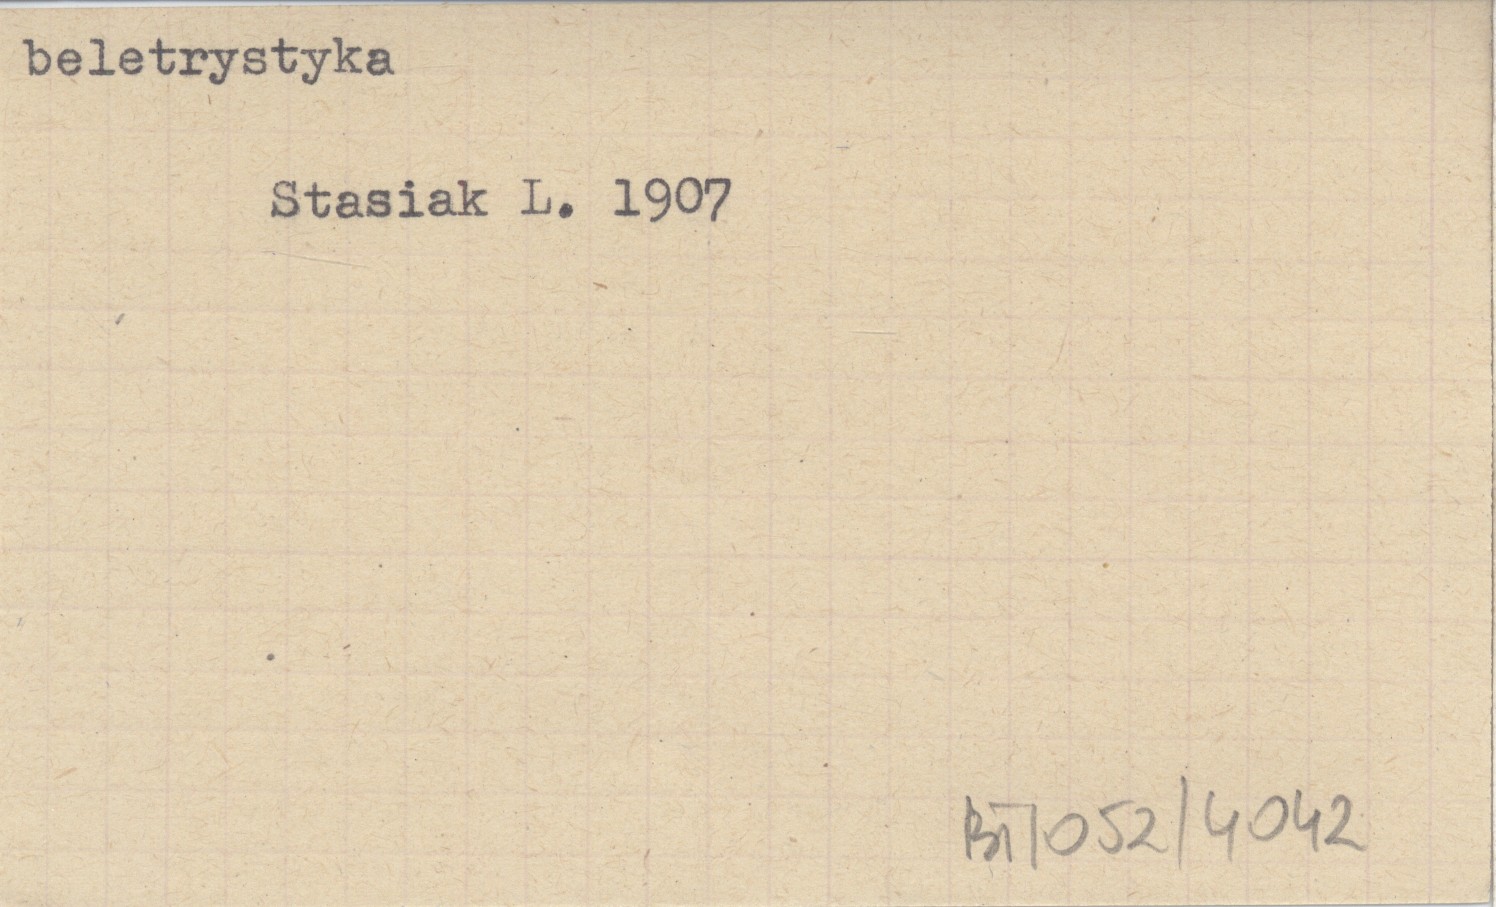 beletrystyka
Stasiak L. 1907
BI/052/4042